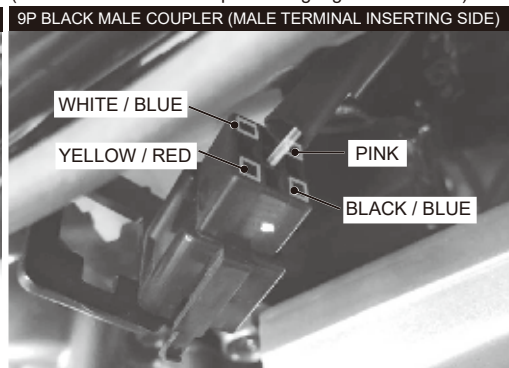 9P BLACK MALE COUPLER (MALE TERMINAL INSERTING SIDE)
WHITE / BLUE
YELLOW / RED
PINK
BLACK / BLUE